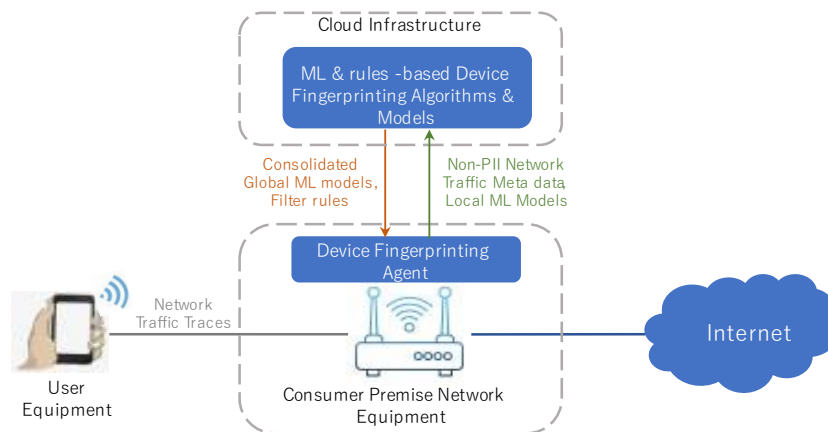 Cloud Infrastructure
ML & rules -based Device
Fingerprinting Algorithms &
Models
Consolidated
Global ML models,
Filter rules
Non-PII Network
Traffic Meta data,
Local ML Models
Device Fingerprinting
Agent
Network
Traffic Traces
Internet
User
Equipment
Consumer Premise Network
Equipment